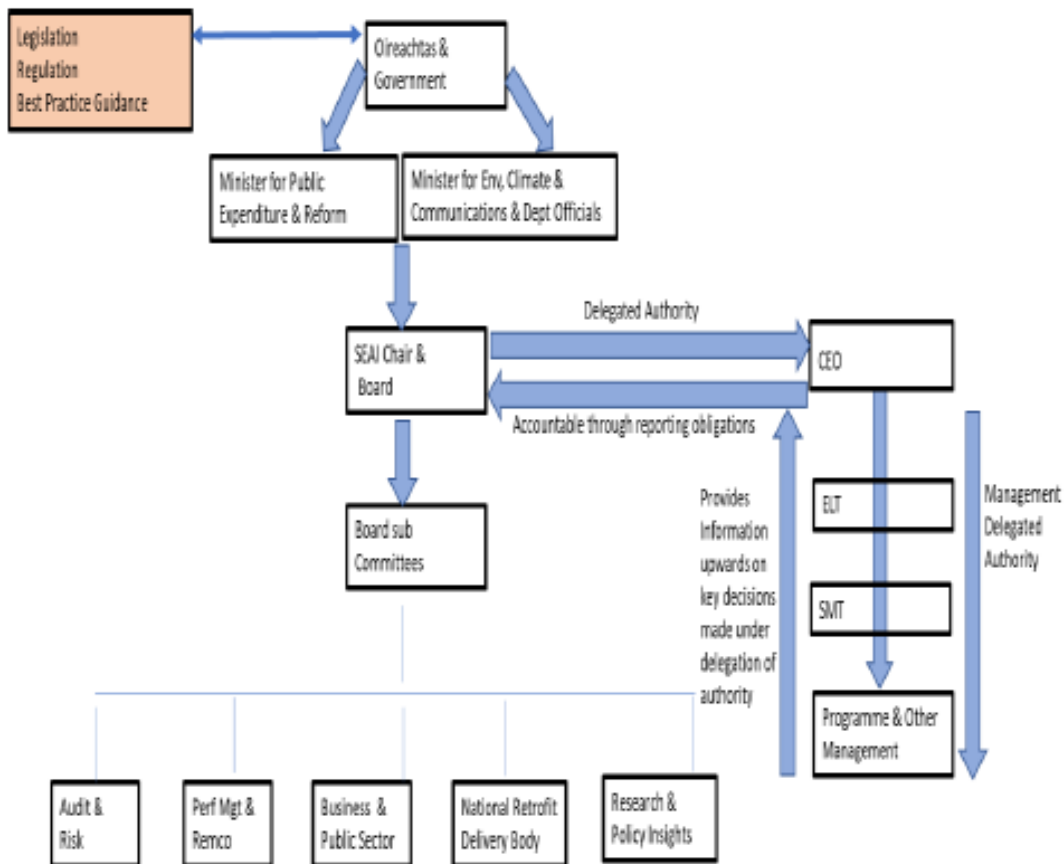 Legislation
Regulation
Best Practice Guidance
Oireachtas &
Government
Minister for Public
Expenditure & Reform
Minister for Env, Climate &
Communications & Dept Officials
Delegated Authority
SEAI Chair &
Board
CEO
Accountable through reporting obligations
Provides
Information
upwards on
key decisions
made under
delegation of
authority
ELT
SMT
Programme & Other
Management
Management
Delegated
Authority
Board sub
Committees
Audit &
Risk
Perf Mgt &
Remco
Business &
Public Sector
National Retrofit
Delivery Body
Research &
Policy Insights